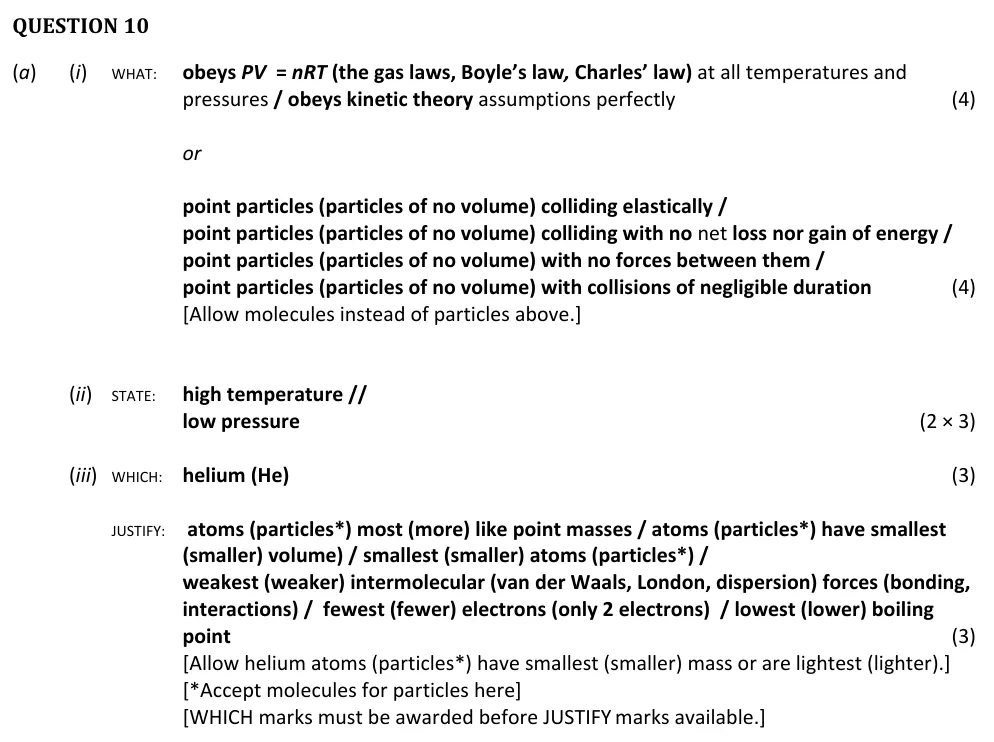 QUESTION 10
(a) (i) WHAT: obeys PV = nRT (the gas laws, Boyle’s law, Charles’ law) at all temperatures and
pressures / obeys kinetic theory assumptions perfectly (4)
or
point particles (particles of no volume) colliding elastically /
point particles (particles of no volume) colliding with no net loss nor gain of energy /
point particles (particles of no volume) with no forces between them /
point particles (particles of no volume) with collisions of negligible duration (4)
[Allow molecules instead of particles above.]
(ii) STATE: high temperature //
low pressure (2 × 3)
(iii) WHICH: helium (He) (3)
JUSTIFY: atoms (particles*) most (more) like point masses / atoms (particles*) have smallest
(smaller) volume) / smallest (smaller) atoms (particles*) /
weakest (weaker) intermolecular (van der Waals, London, dispersion) forces (bonding,
interactions) / fewest (fewer) electrons (only 2 electrons) / lowest (lower) boiling
point (3)
[Allow helium atoms (particles*) have smallest (smaller) mass or are lightest (lighter).]
[*Accept molecules for particles here]
[WHICH marks must be awarded before JUSTIFY marks available.]